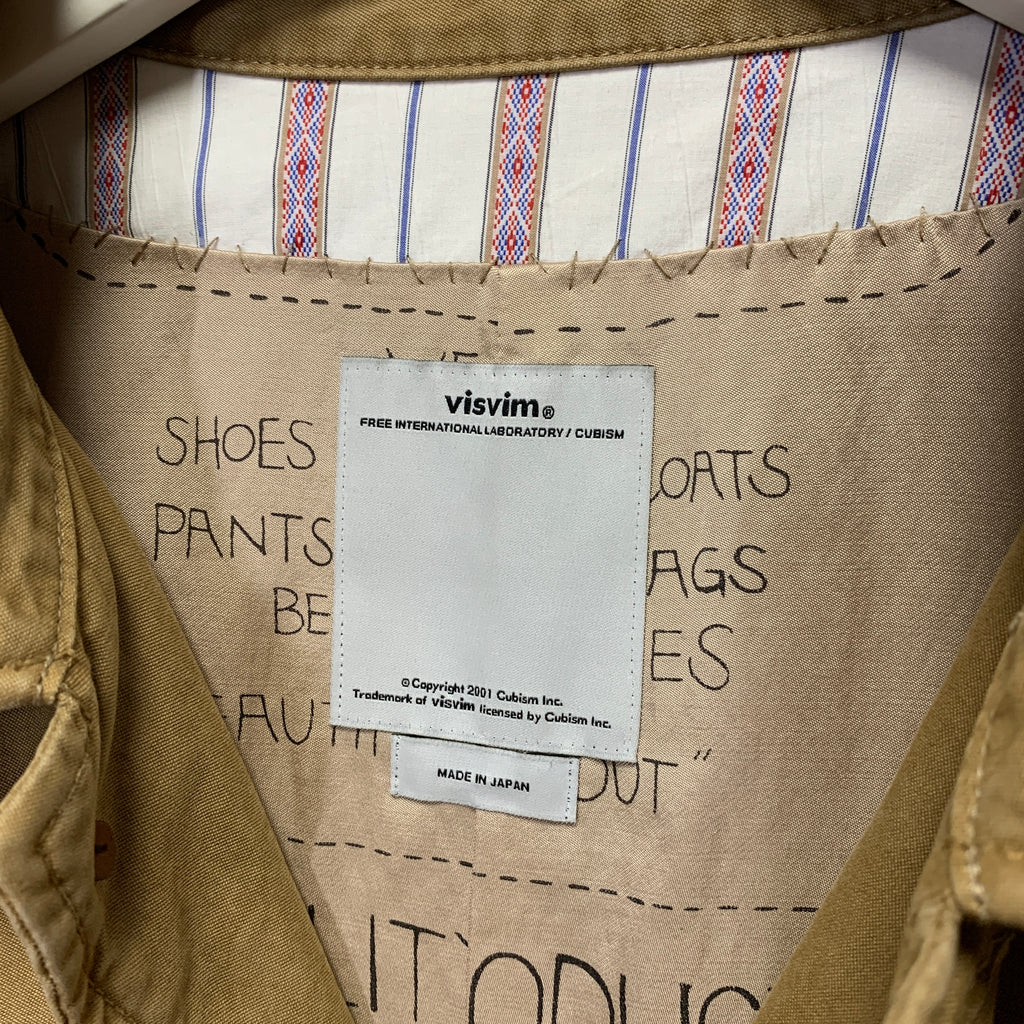 SHOES
PANTS
BE
visvim®
FREE INTERNATIONAL LABORATORY / CUBISM
© Copyright 2001 Cubism Inc.
Trademark of visvim licensed by Cubism Inc.
MADE IN JAPAN
OATS
AGS
ES
OUT"